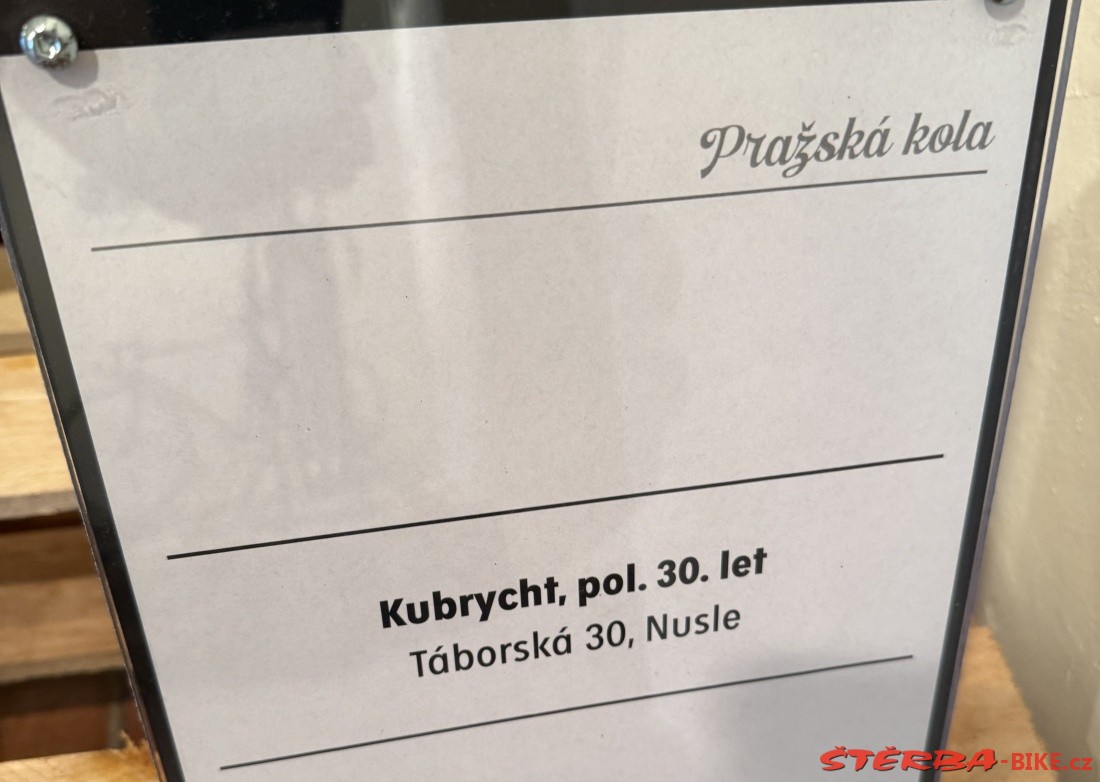 Pražská kola
Kubrycht, pol. 30. let
Táborská 30, Nusle
ŠTĚRBA-BIKE.cz